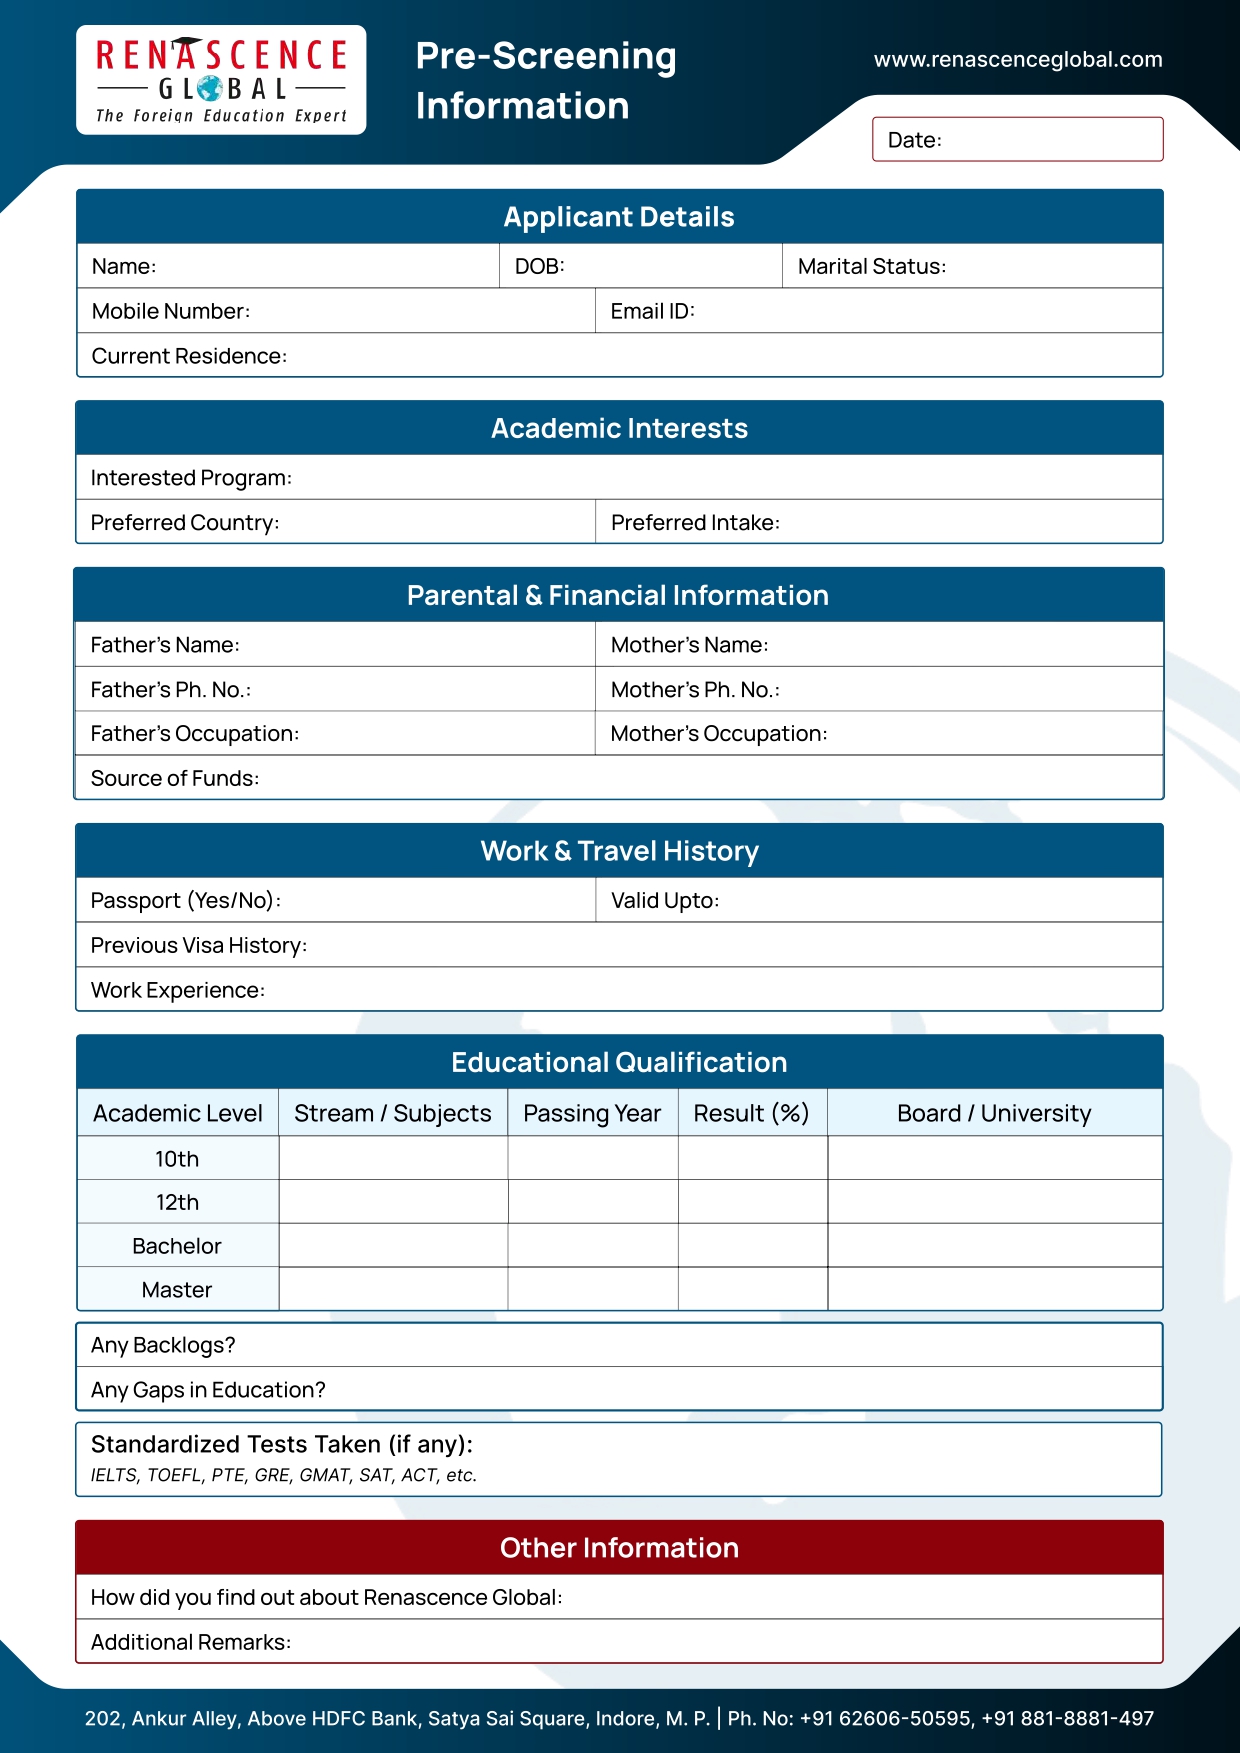 RENASCENCE
GLOBAL
The Foreign Education Expert
Pre-Screening
Information
www.renascenceglobal.com
Date:
Applicant Details
Name: DOB: Marital Status:
Mobile Number: Email ID:
Current Residence:
Academic Interests
Interested Program:
Preferred Country: Preferred Intake:
Parental & Financial Information
Father's Name: Mother's Name:
Father's Ph. No.: Mother's Ph. No.:
Father's Occupation: Mother's Occupation:
Source of Funds:
Work & Travel History
Passport (Yes/No): Valid Upto:
Previous Visa History:
Work Experience:
Educational Qualification
Academic Level Stream / Subjects Passing Year Result (%) Board / University
10th
12th
Bachelor
Master
Any Backlogs?
Any Gaps in Education?
Standardized Tests Taken (if any):
IELTS, TOEFL, PTE, GRE, GMAT, SAT, ACT, etc.
Other Information
How did you find out about Renascence Global:
Additional Remarks:
202, Ankur Alley, Above HDFC Bank, Satya Sai Square, Indore, M. P. | Ph. No: +91 62606-50595, +91 881-8881-497